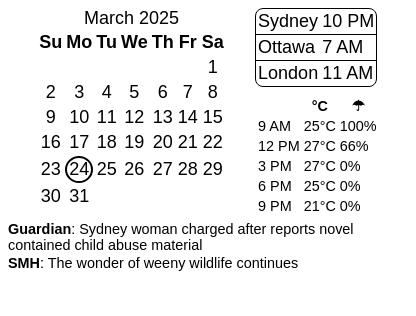 March 2025
Su Mo Tu We Th Fr Sa
1
2 3 4 5 6 7 8
9 10 11 12 13 14 15
16 17 18 19 20 21 22
23 24 25 26 27 28 29
30 31
Sydney 10 PM
Ottawa 7 AM
London 11 AM
°C ☂
9 AM 25°C 100%
12 PM 27°C 66%
3 PM 27°C 0%
6 PM 25°C 0%
9 PM 21°C 0%
Guardian: Sydney woman charged after reports novel
contained child abuse material
SMH: The wonder of weeny wildlife continues